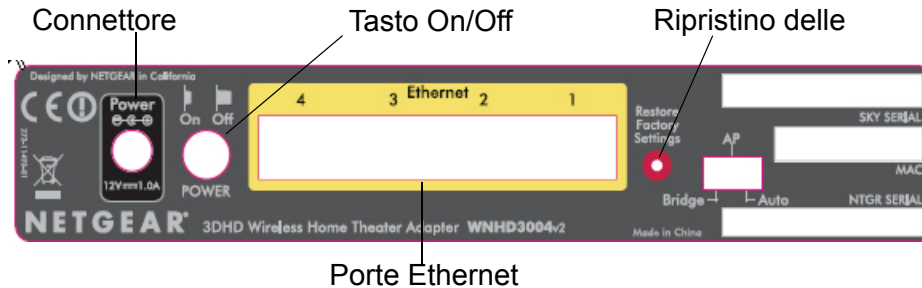 Connettore
Tasto On/Off
Ripristino delle
Designed by NETGEAR in California
Power
12V 1.0A
On Off
POWER
4 3 Ethernet 2 1
Restore
Factory
Settings
AP
Bridge
Auto
SKY SERIAL
MAC
NTGR SERIAL
NETGEAR®
3DHD Wireless Home Theater Adapter WNHD3004v2
Made in China
Porte Ethernet